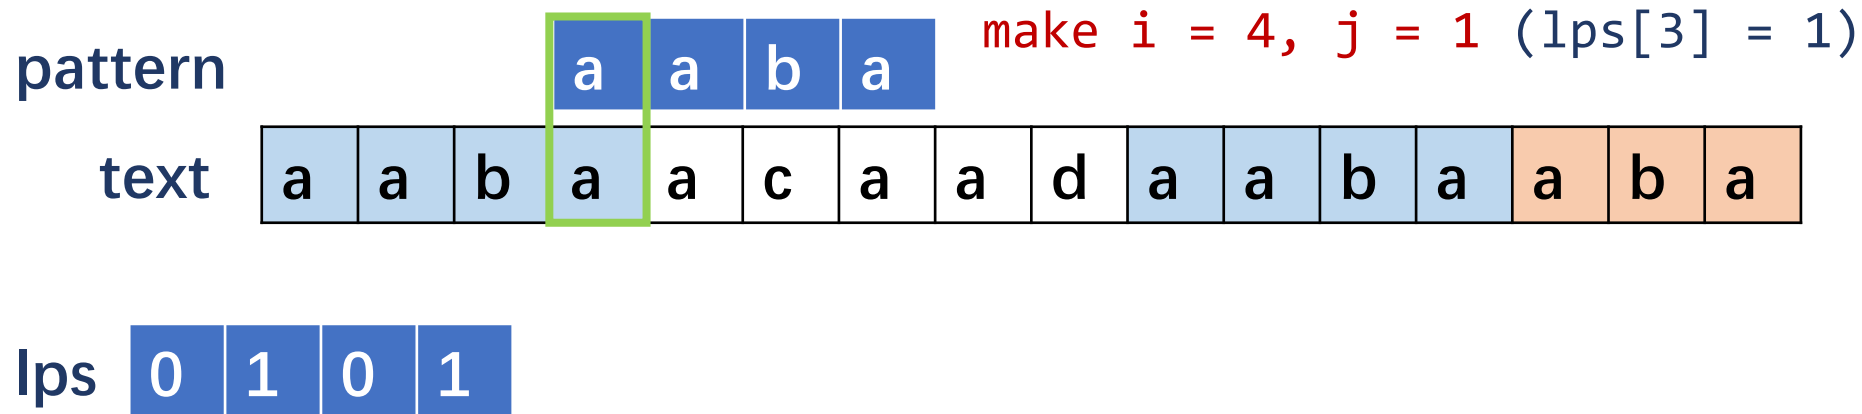 make i = 4, j = 1 (lps[3] = 1)
pattern a a b a
text a a b a a c a a d a a b a a b a
lps 0 1 0 1